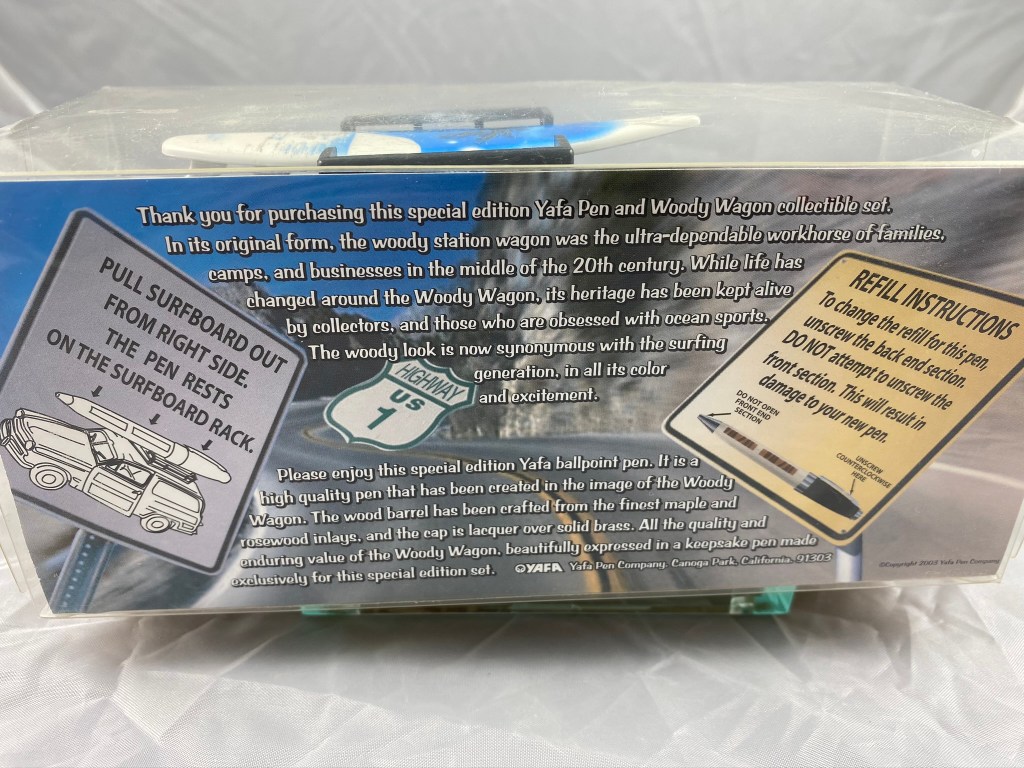 Thank you for purchasing this special edition Yafa Pen and Woody Wagon collectible set.
In its original form, the woody station wagon was the ultra-dependable workhorse of families,
camps, and businesses in the middle of the 20th century. While life has
changed around the Woody Wagon, its heritage has been kept alive
by collectors, and those who are obsessed with ocean sports.
The woody look is now synonymous with the surfing
generation, in all its color
and excitement.
PULL SURFBOARD OUT
FROM RIGHT SIDE.
THE PEN RESTS
ON THE SURFBOARD RACK.
HIGHWAY
US
1
REFILL INSTRUCTIONS
To change the refill for this pen,
unscrew the back end section.
DO NOT attempt to unscrew the
front section. This will result in
damage to your new pen.
DO NOT OPEN
FRONT END
SECTION
UNSCREW
COUNTERCLOCKWISE
HERE
Please enjoy this special edition Yafa ballpoint pen. It is a
high quality pen that has been created in the image of the Woody
Wagon. The wood barrel has been crafted from the finest maple and
rosewood inlays, and the cap is lacquer over solid brass. All the quality and
enduring value of the Woody Wagon, beautifully expressed in a keepsake pen made
exclusively for this special edition set. YAFA Yafa Pen Company, Canoga Park, California, 91303
©Copyright 2003 Yafa Pen Company